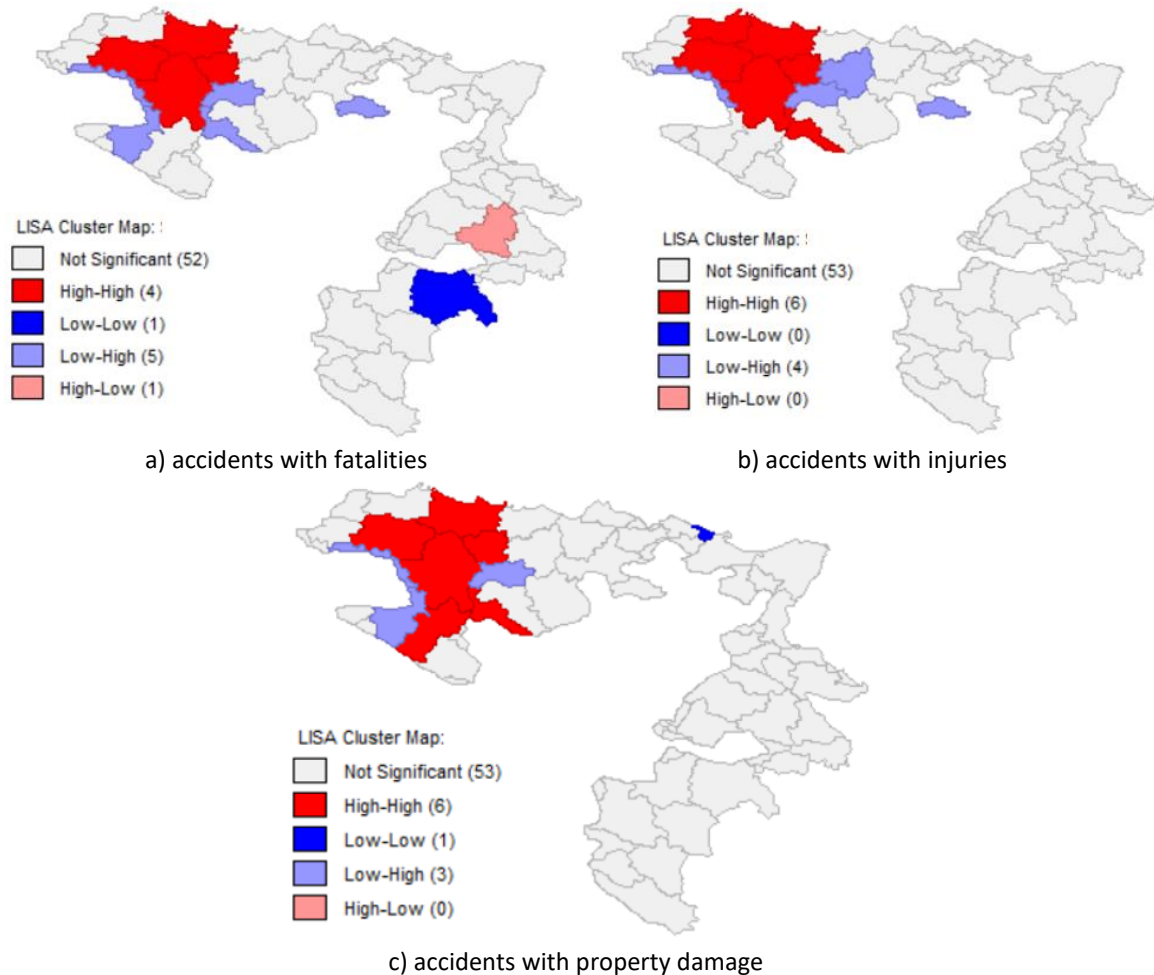 LISA Cluster Map: :
Not Significant (52)
High-High (4)
Low-Low (1)
Low-High (5)
High-Low (1)
a) accidents with fatalities
LISA Cluster Map: :
Not Significant (53)
High-High (6)
Low-Low (0)
Low-High (4)
High-Low (0)
b) accidents with injuries
LISA Cluster Map:
Not Significant (53)
High-High (6)
Low-Low (1)
Low-High (3)
High-Low (0)
c) accidents with property damage